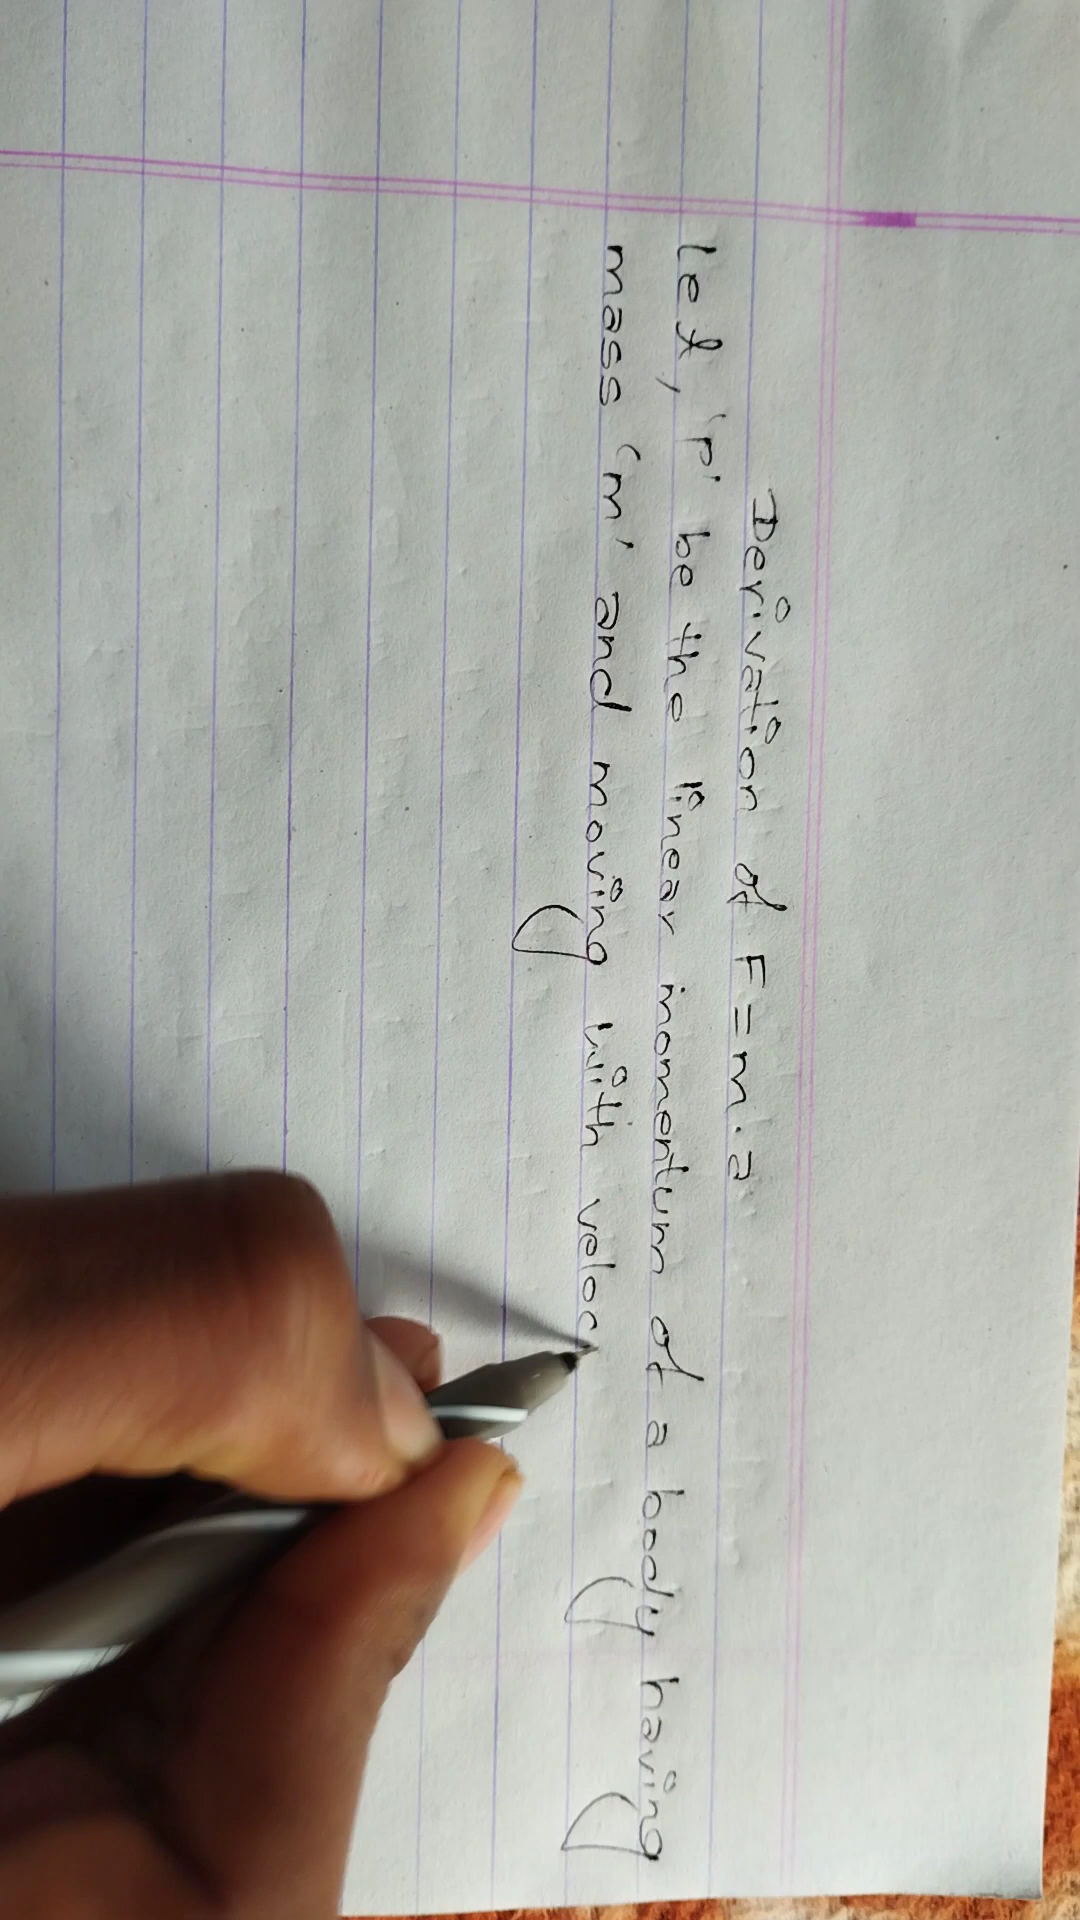 Derivation of F = m.a
let, 'P' be the linear momentum of a body having
mass 'm' and moving with veloc